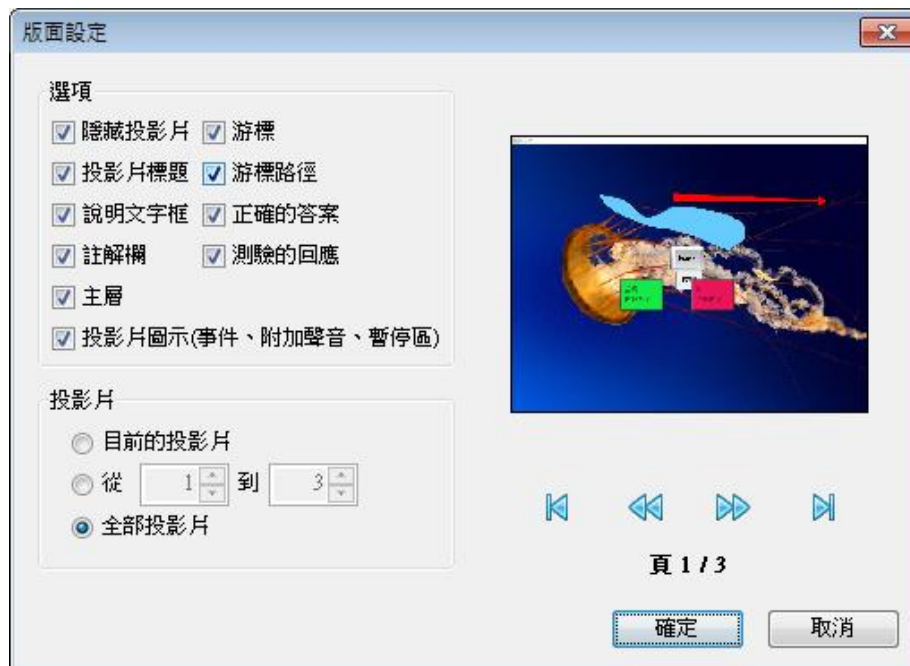 版面設定
選項
隱藏投影片 游標
投影片標題 游標路徑
說明文字框 正確的答案
註解欄 測驗的回應
主層
投影片圖示(事件、附加聲音、暫停區)
投影片
目前的投影片
從 1 到 3
全部投影片
頁 1 / 3
確定 取消